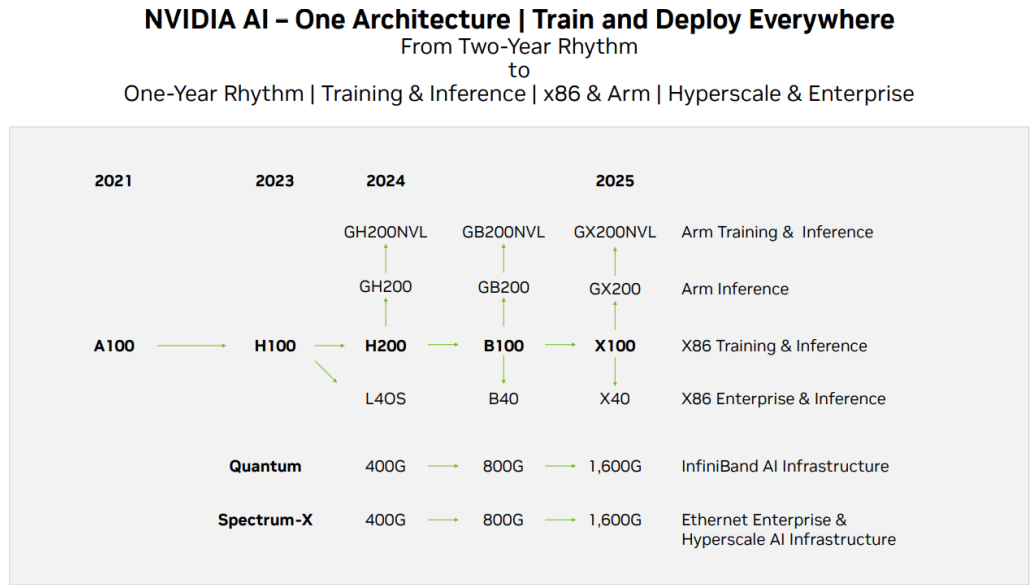 NVIDIA AI – One Architecture | Train and Deploy Everywhere
From Two-Year Rhythm
to
One-Year Rhythm | Training & Inference | x86 & Arm | Hyperscale & Enterprise
2021 2023 2024 2025
GH200NVL GB200NVL GX200NVL Arm Training & Inference
GH200 GB200 GX200 Arm Inference
A100 H100 H200 B100 X100 X86 Training & Inference
L4OS B40 X40 X86 Enterprise & Inference
Quantum 400G 800G 1,600G InfiniBand AI Infrastructure
Spectrum-X 400G 800G 1,600G Ethernet Enterprise &
Hyperscale AI Infrastructure